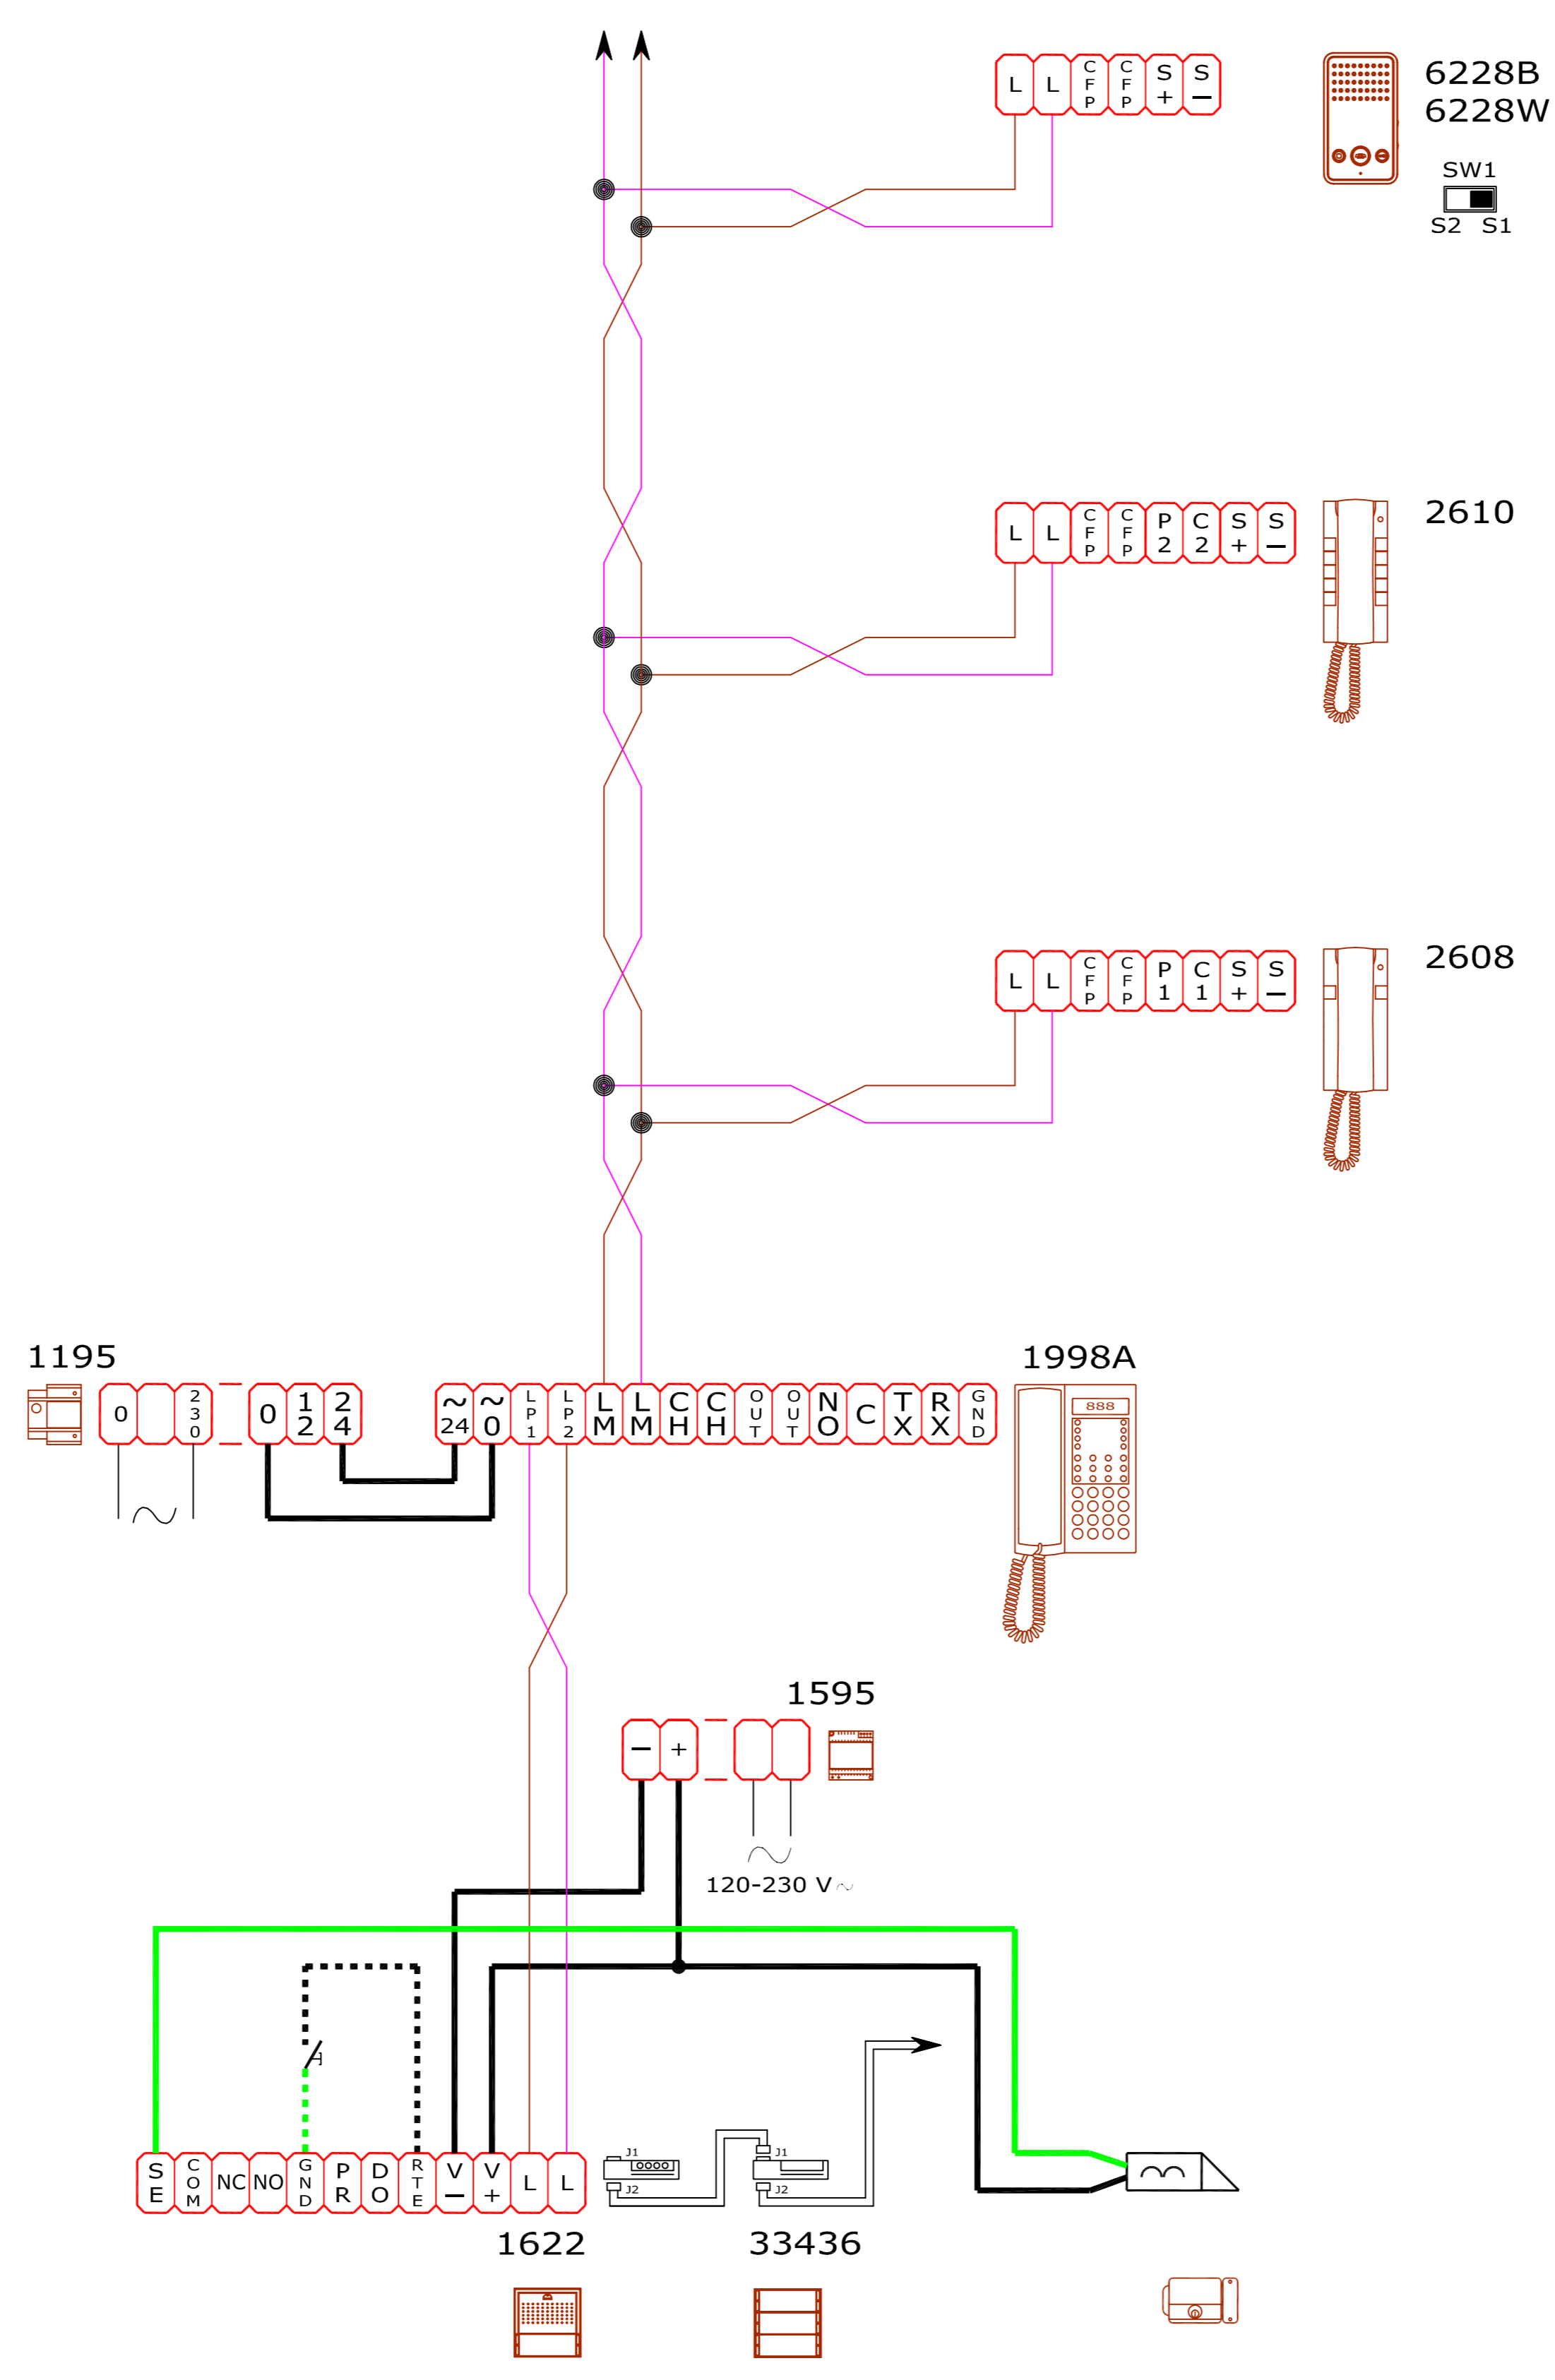 L L CFP CFP S+ S−
6228B
6228W
SW1
S2 S1
L L CFP CFP P2 C2 S+ S−
2610
L L CFP CFP P1 C1 S+ S−
2608
1195
1998A
0 230 0 12 24
~24 ~0 LP1 LP2 LM LM CH CH OUT OUT NO C TX RX GND
888
1595
− +
120-230 V~
SE COM NC NO GND PR DO RTE V− V+ L L
J1
J2
J1
J2
1622
33436